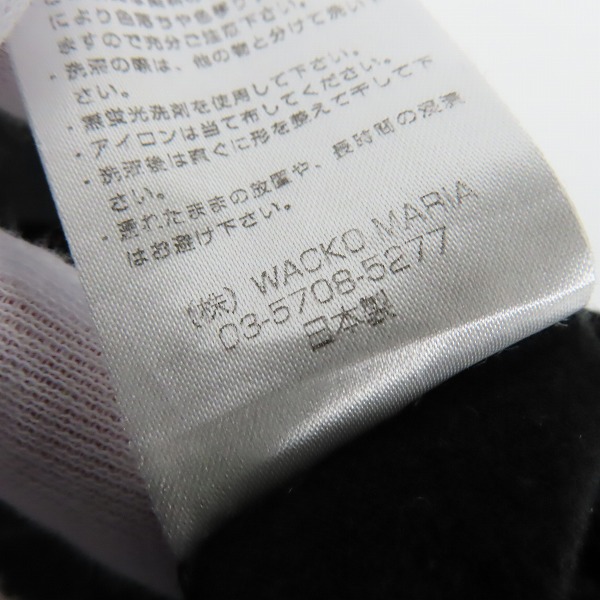 により色落ちや色移り
ますので充分ご注意下さい。
・洗濯の際は、他の物と分けて洗い
さい。
・無蛍光洗剤を使用して下さい。
・アイロンは当て布してください。
・洗濯後は直ぐに形を整えて干して下
さい。
・濡れたままの放置や、長時間の浸漬
はお避け下さい。
(株) WACKO MARIA
03-5708-5277
日本製